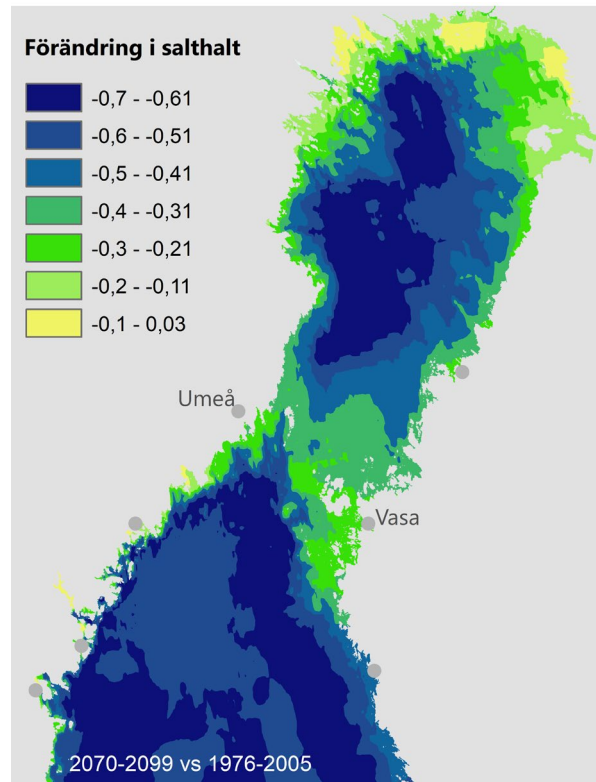 Förändring i salthalt
-0,7 - -0,61
-0,6 - -0,51
-0,5 - -0,41
-0,4 - -0,31
-0,3 - -0,21
-0,2 - -0,11
-0,1 - 0,03
Umeå
Vasa
2070-2099 vs 1976-2005